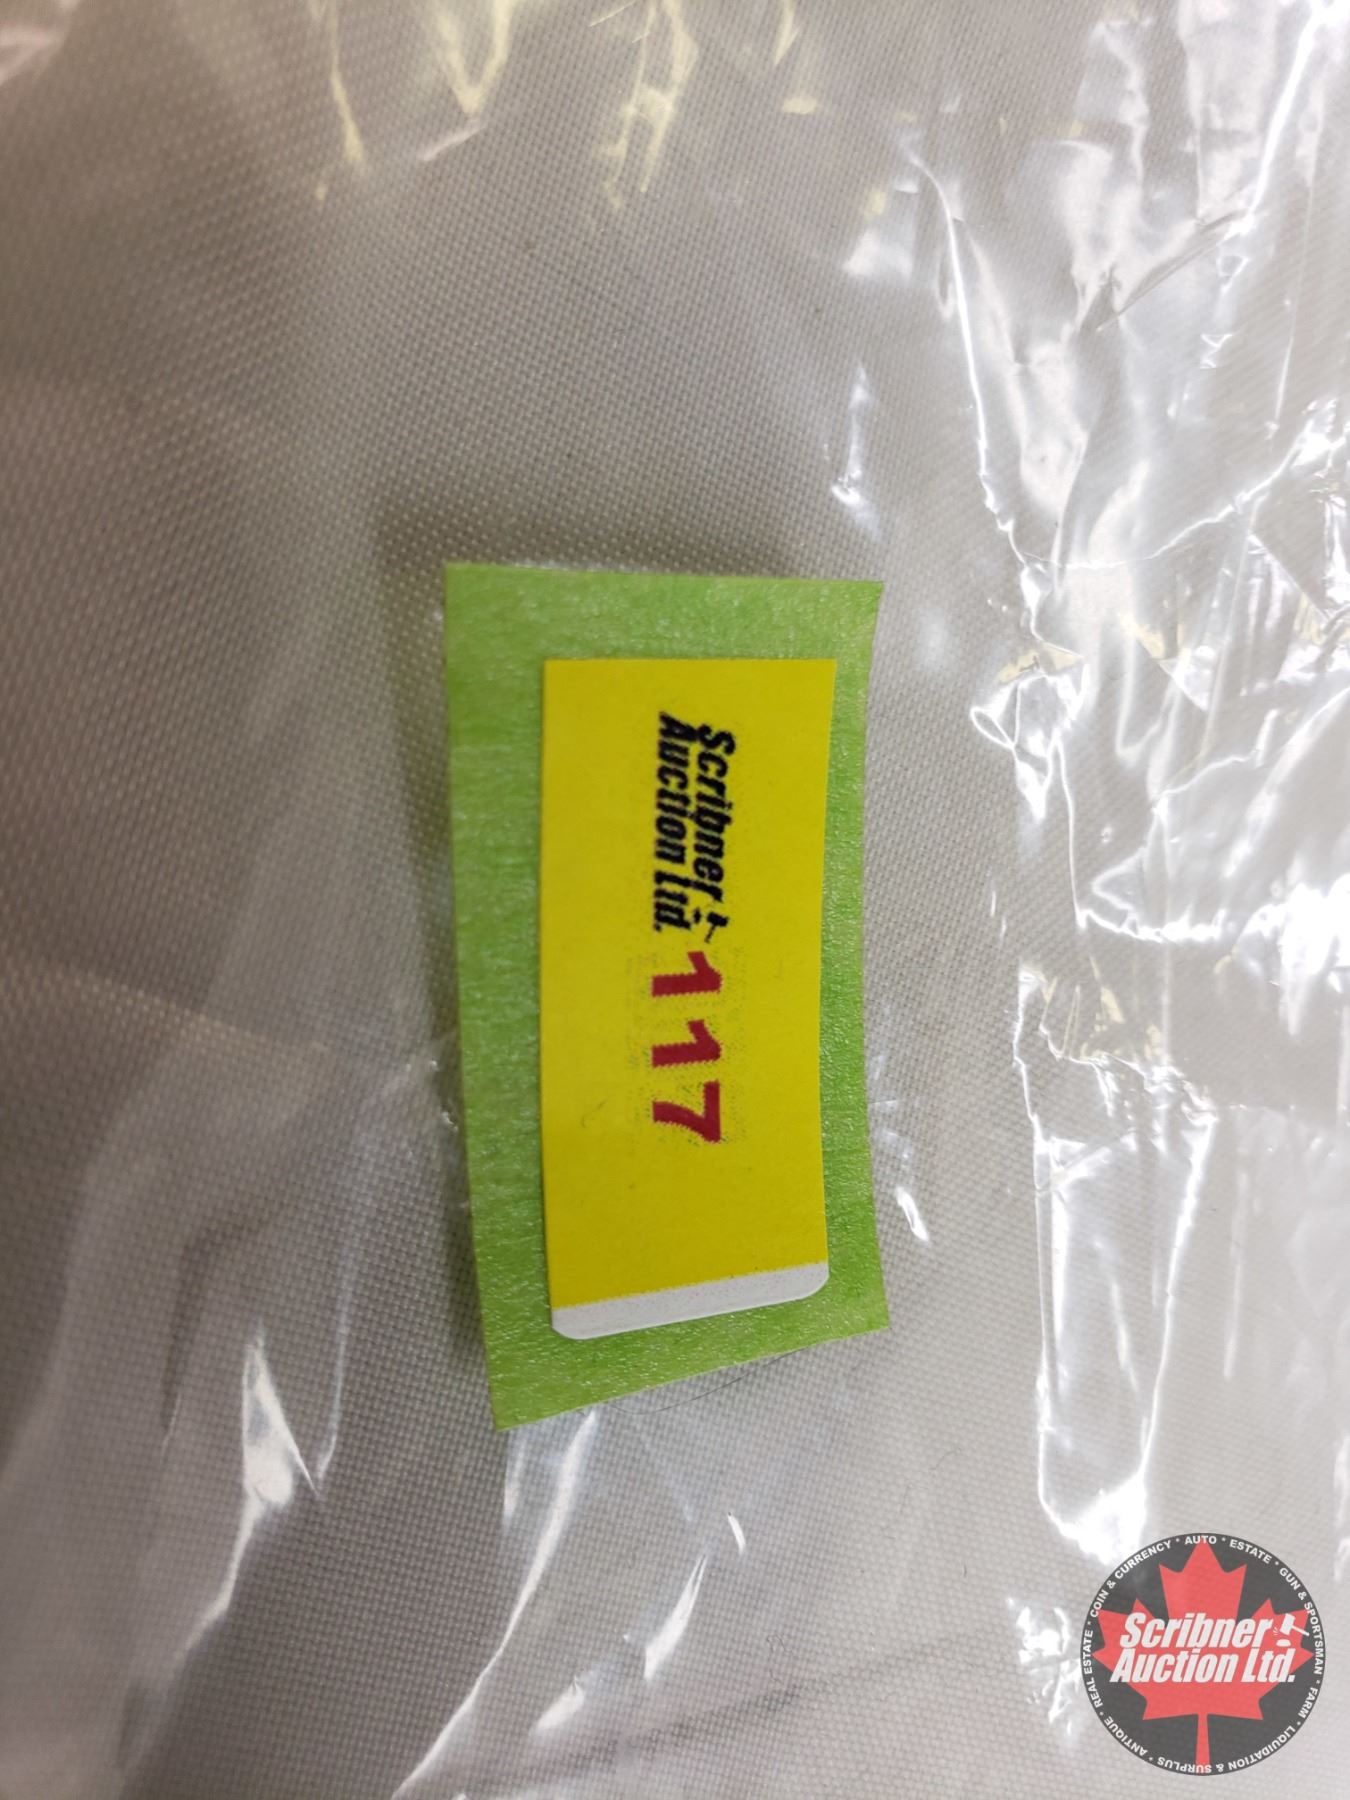 Scribner
Auction Ltd.
117
COIN & CURRENCY * AUTO * ESTATE * GUN & SPORTSMAN * FARM * LIQUIDATION & SURPLUS * ANTIQUE * REAL ESTATE *
Scribner
Auction Ltd.